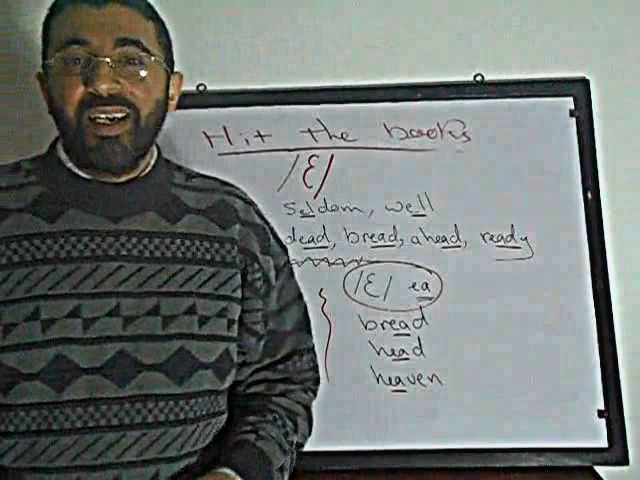 Hit the books
/ɛ/
seldom, well
dead, bread, ahead, ready
/ɛ/ ea
bread
head
heaven